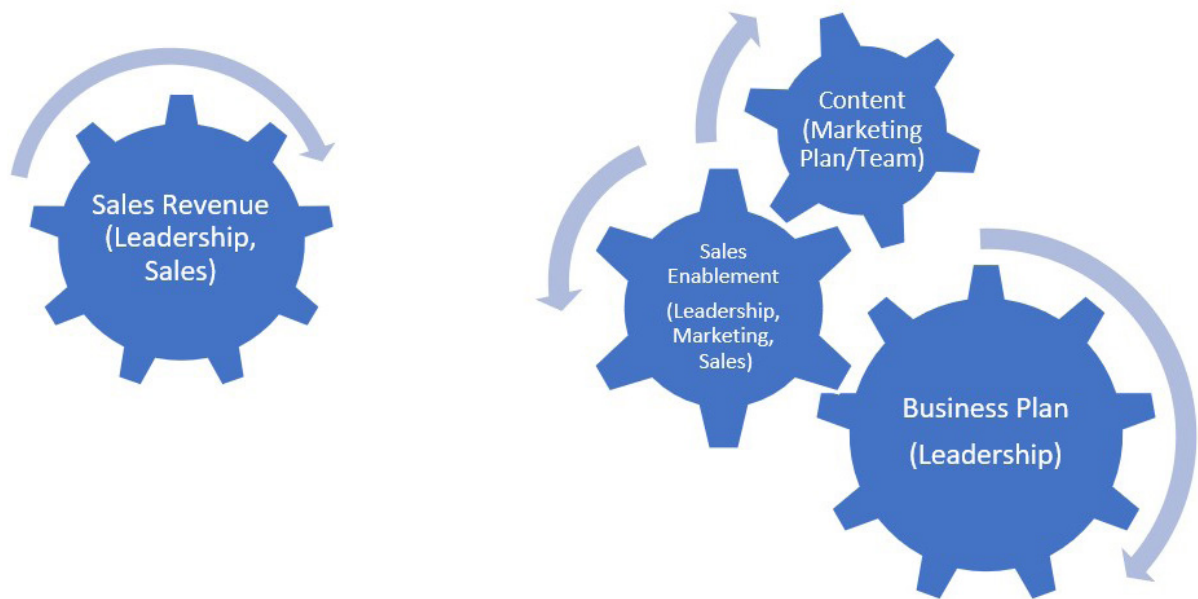 Sales Revenue
(Leadership,
Sales)
Content
(Marketing
Plan/Team)
Sales
Enablement
(Leadership,
Marketing,
Sales)
Business Plan
(Leadership)